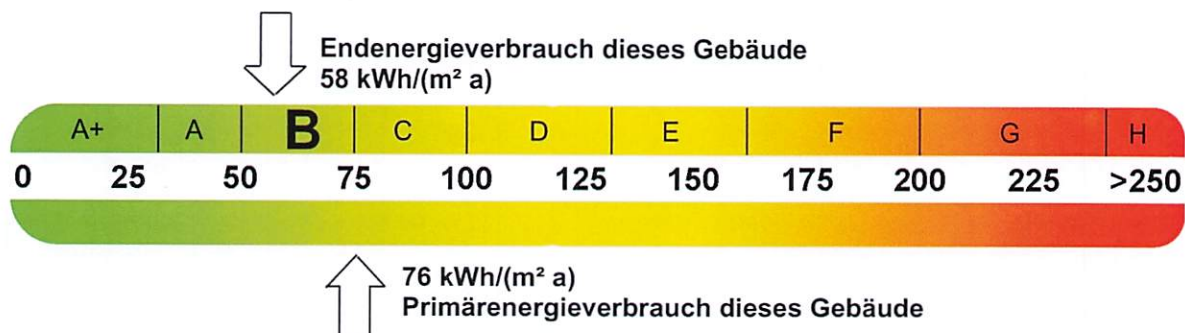 Endenergieverbrauch dieses Gebäude
58 kWh/(m² a)
A+ A B C D E F G H
0 25 50 75 100 125 150 175 200 225 >250
76 kWh/(m² a)
Primärenergieverbrauch dieses Gebäude